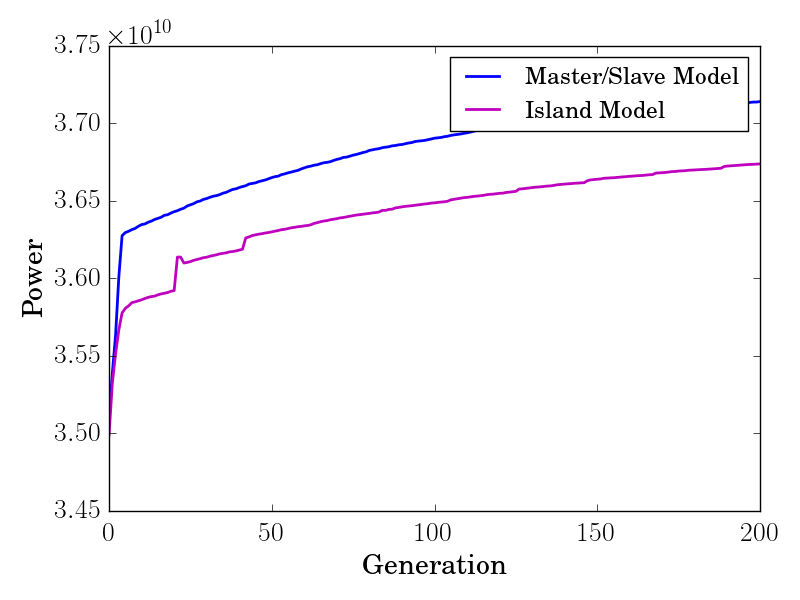 ×10^10
3.75
3.70
3.65
3.60
3.55
3.50
3.45
Power
Master/Slave Model
Island Model
0 50 100 150 200
Generation